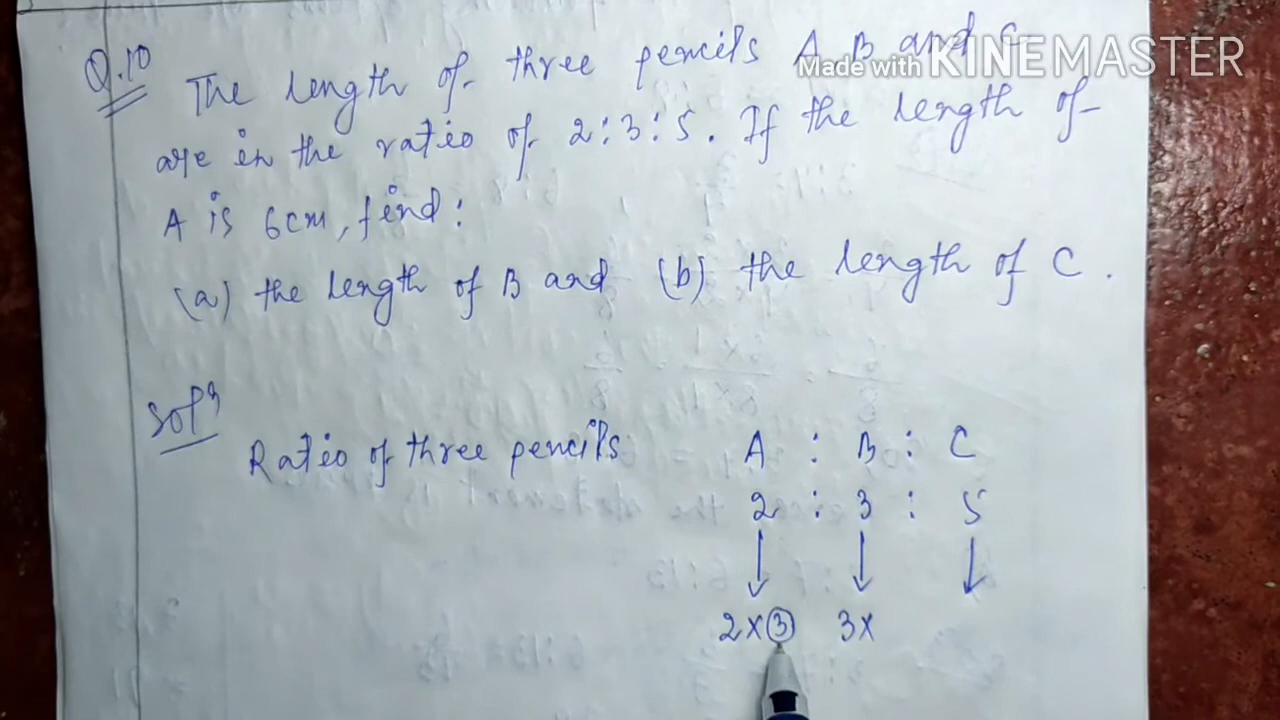 Made with KINEMASTER
Q.10 The length of three pencils A B and C
are in the ratio of 2:3:5. If the length of
A is 6cm, find:
(a) the length of B and (b) the length of C.
Solⁿ
Ratio of three pencils A : B : C
2 : 3 : 5
2×3 3×